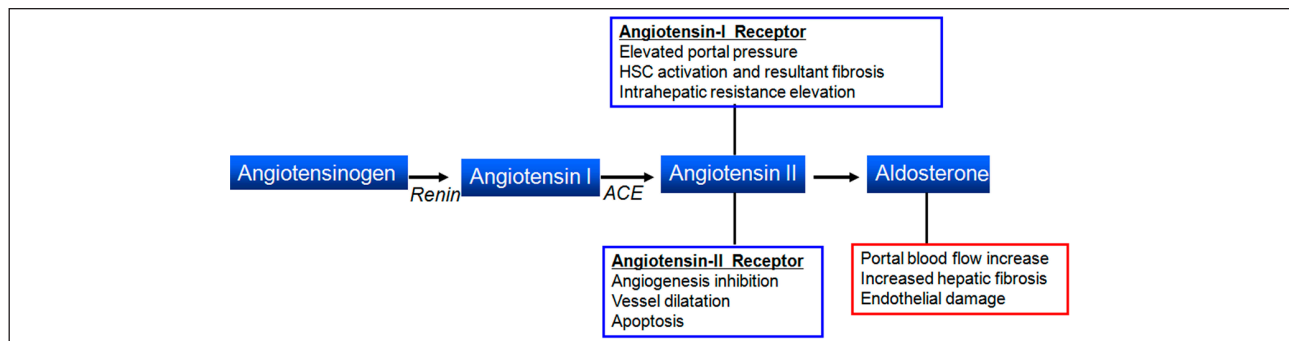 Angiotensin-I Receptor
Elevated portal pressure
HSC activation and resultant fibrosis
Intrahepatic resistance elevation
Angiotensinogen
Renin
Angiotensin I
ACE
Angiotensin II
Aldosterone
Angiotensin-II Receptor
Angiogenesis inhibition
Vessel dilatation
Apoptosis
Portal blood flow increase
Increased hepatic fibrosis
Endothelial damage